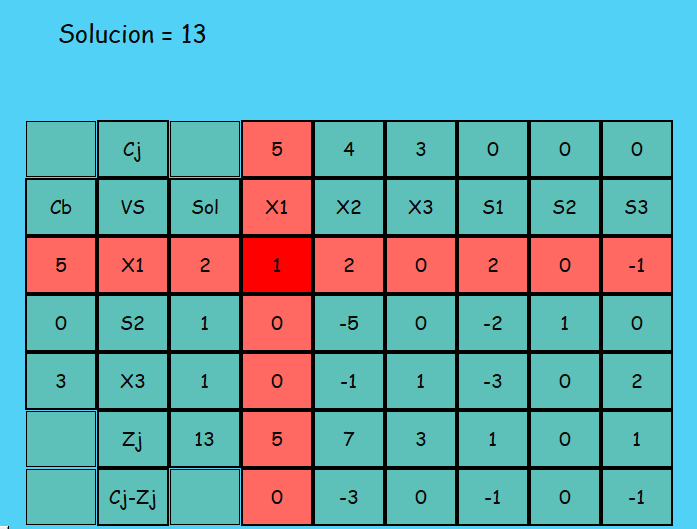 Solucion = 13
Cj 5 4 3 0 0 0
Cb VS Sol X1 X2 X3 S1 S2 S3
5 X1 2 1 2 0 2 0 -1
0 S2 1 0 -5 0 -2 1 0
3 X3 1 0 -1 1 -3 0 2
Zj 13 5 7 3 1 0 1
Cj-Zj 0 -3 0 -1 0 -1